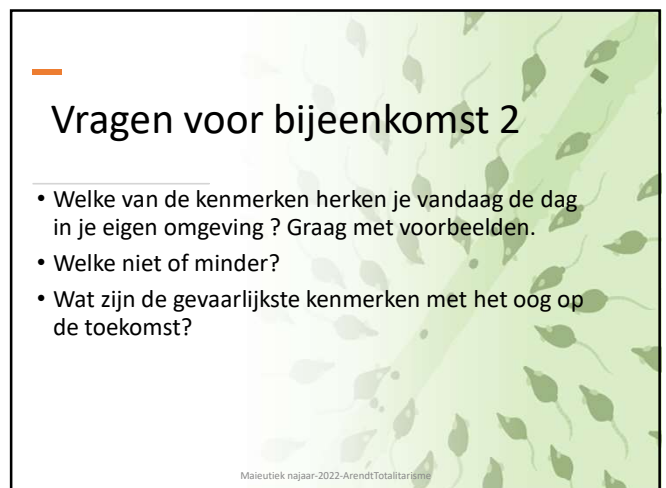 Vragen voor bijeenkomst 2
• Welke van de kenmerken herken je vandaag de dag
in je eigen omgeving ? Graag met voorbeelden.
• Welke niet of minder?
• Wat zijn de gevaarlijkste kenmerken met het oog op
de toekomst?
Maieutiek najaar-2022-ArendtTotalitarisme